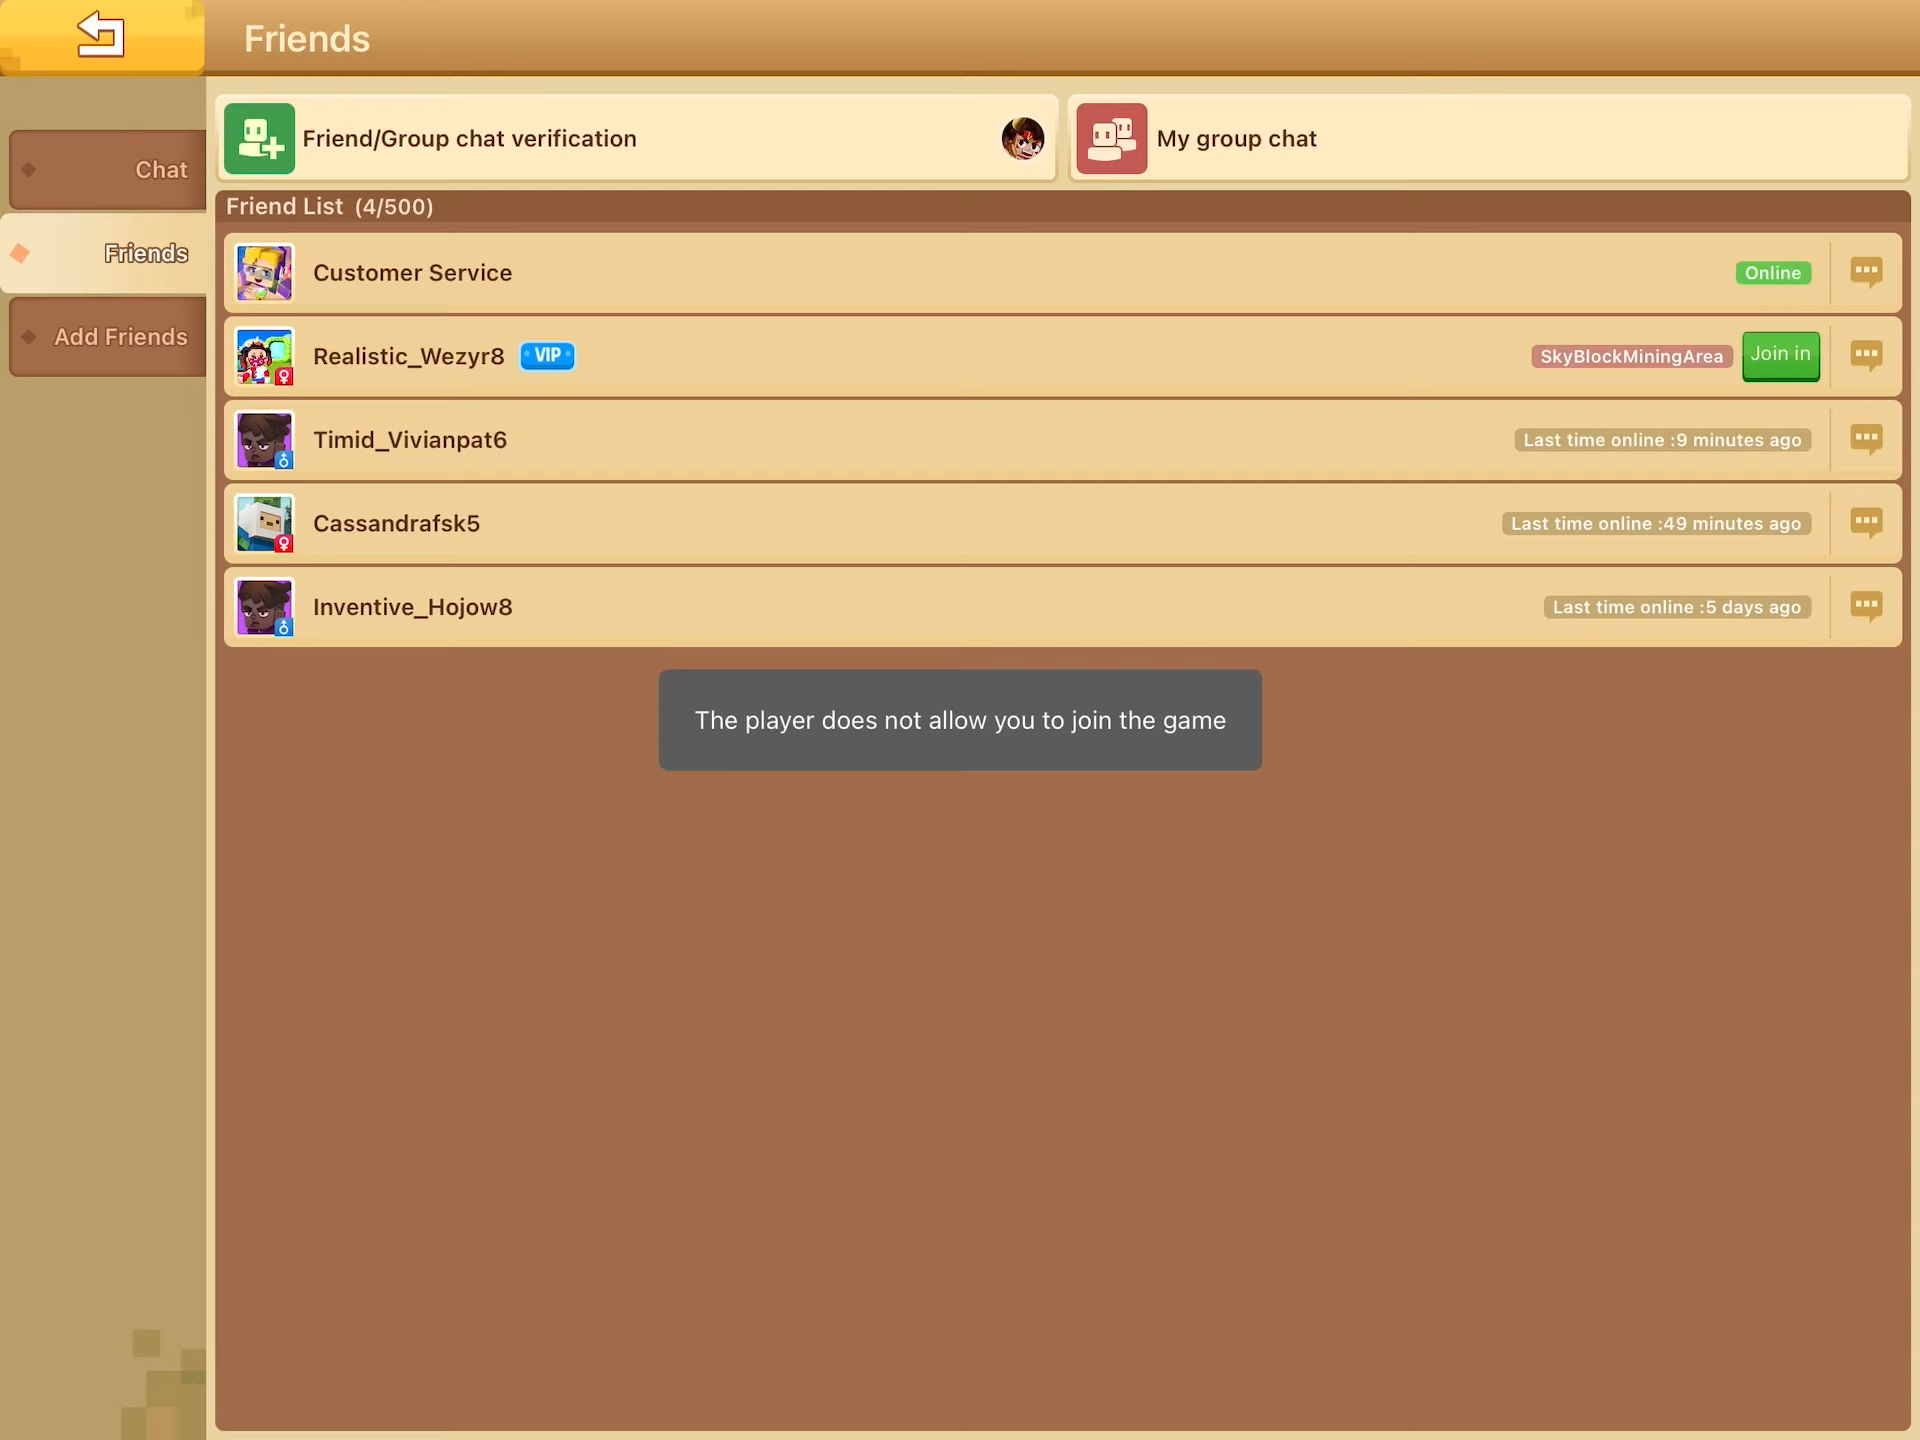 Friends
Chat
Friends
Add Friends
Friend/Group chat verification
My group chat
Friend List (4/500)
Customer Service
Online
Realistic_Wezyr8 VIP
SkyBlockMiningArea
Join in
Timid_Vivianpat6
Last time online :9 minutes ago
Cassandrafsk5
Last time online :49 minutes ago
Inventive_Hojow8
Last time online :5 days ago
The player does not allow you to join the game